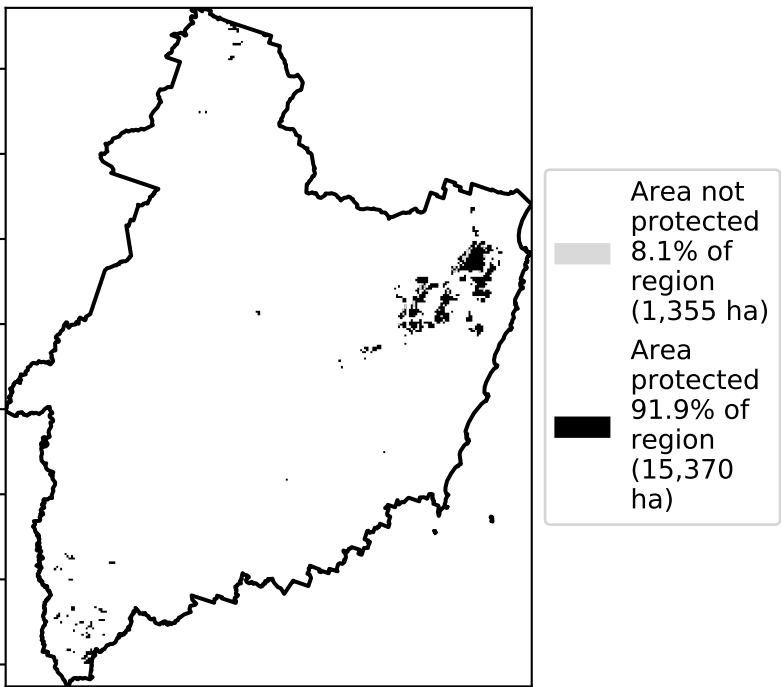 Area not
protected
8.1% of
region
(1,355 ha)
Area
protected
91.9% of
region
(15,370
ha)